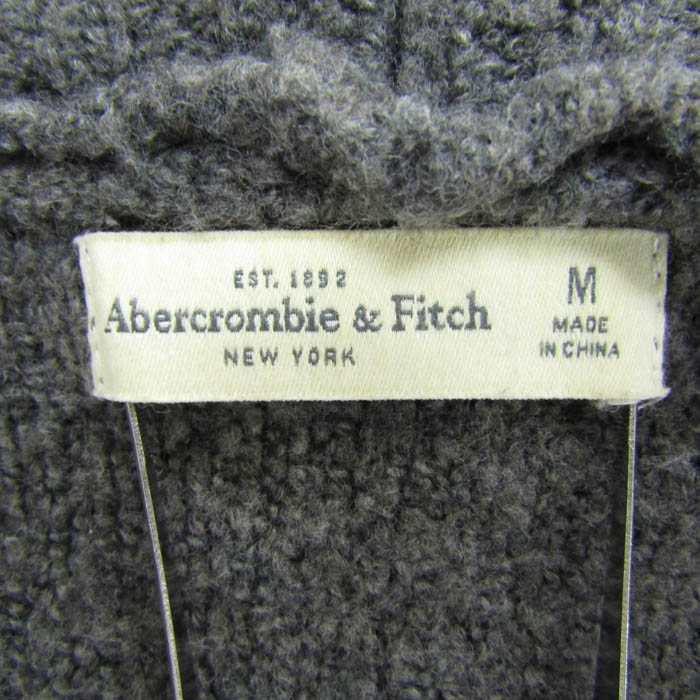 EST. 1892
Abercrombie & Fitch
NEW YORK
M
MADE
IN CHINA